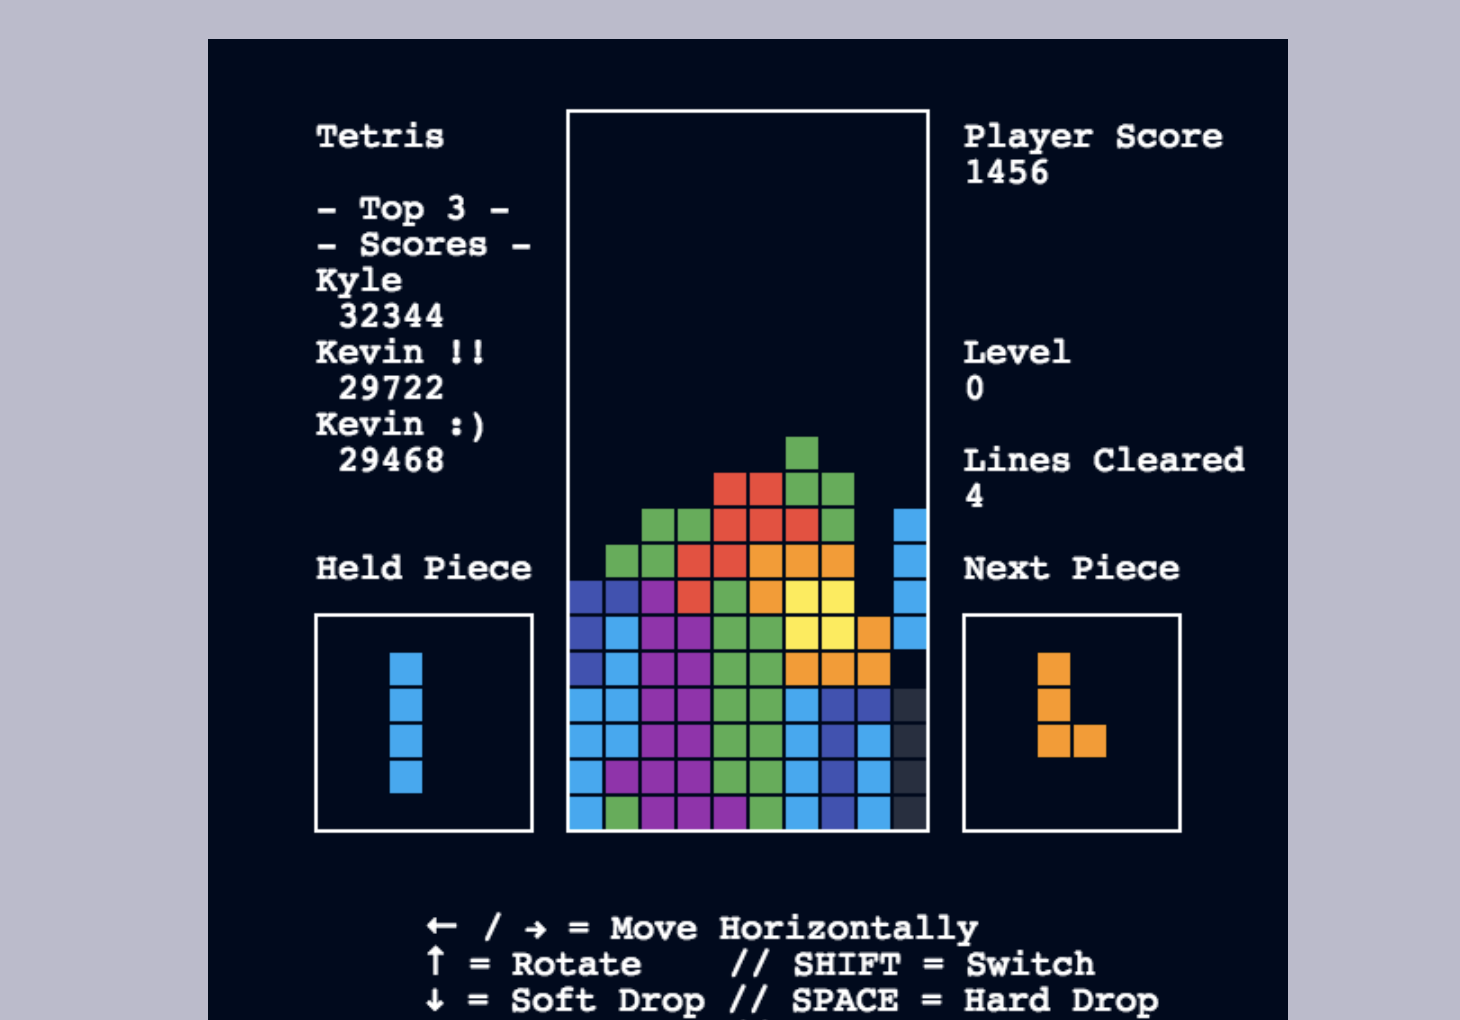 Tetris
- Top 3 -
- Scores -
Kyle
32344
Kevin !!
29722
Kevin :)
29468
Held Piece
Player Score
1456
Level
0
Lines Cleared
4
Next Piece
← / → = Move Horizontally
↑ = Rotate // SHIFT = Switch
↓ = Soft Drop // SPACE = Hard Drop